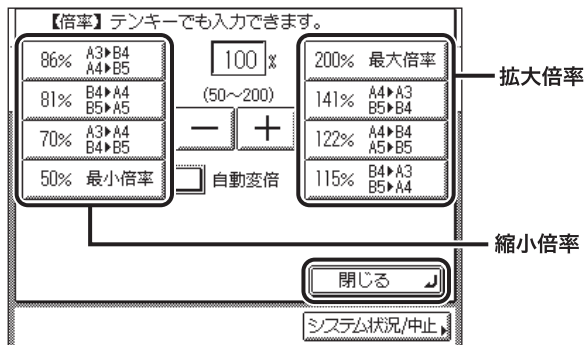 【倍率】テンキーでも入力できます。
86% A3▶B4
A4▶B5
81% B4▶A4
B5▶A5
70% A3▶A4
B4▶B5
50% 最小倍率
100 %
(50～200)
－ ＋
自動変倍
200% 最大倍率
141% A4▶A3
B5▶B4
122% A4▶B4
A5▶B5
115% B4▶A3
B5▶A4
拡大倍率
縮小倍率
閉じる
システム状況/中止